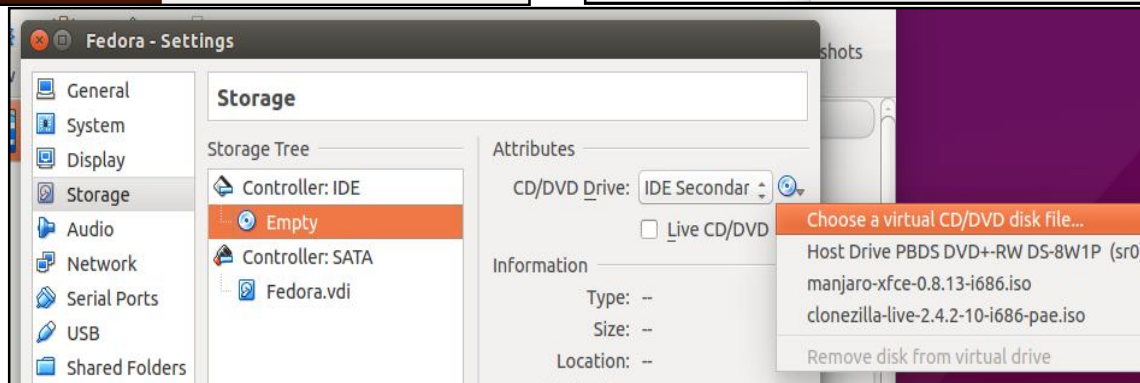 Fedora - Settings
shots
General
System
Display
Storage
Audio
Network
Serial Ports
USB
Shared Folders
Storage
Storage Tree
Controller: IDE
Empty
Controller: SATA
Fedora.vdi
Attributes
CD/DVD Drive: IDE Secondar
Live CD/DVD
Information
Type: --
Size: --
Location: --
Choose a virtual CD/DVD disk file...
Host Drive PBDS DVD+-RW DS-8W1P (sr0)
manjaro-xfce-0.8.13-i686.iso
clonezilla-live-2.4.2-10-i686-pae.iso
Remove disk from virtual drive